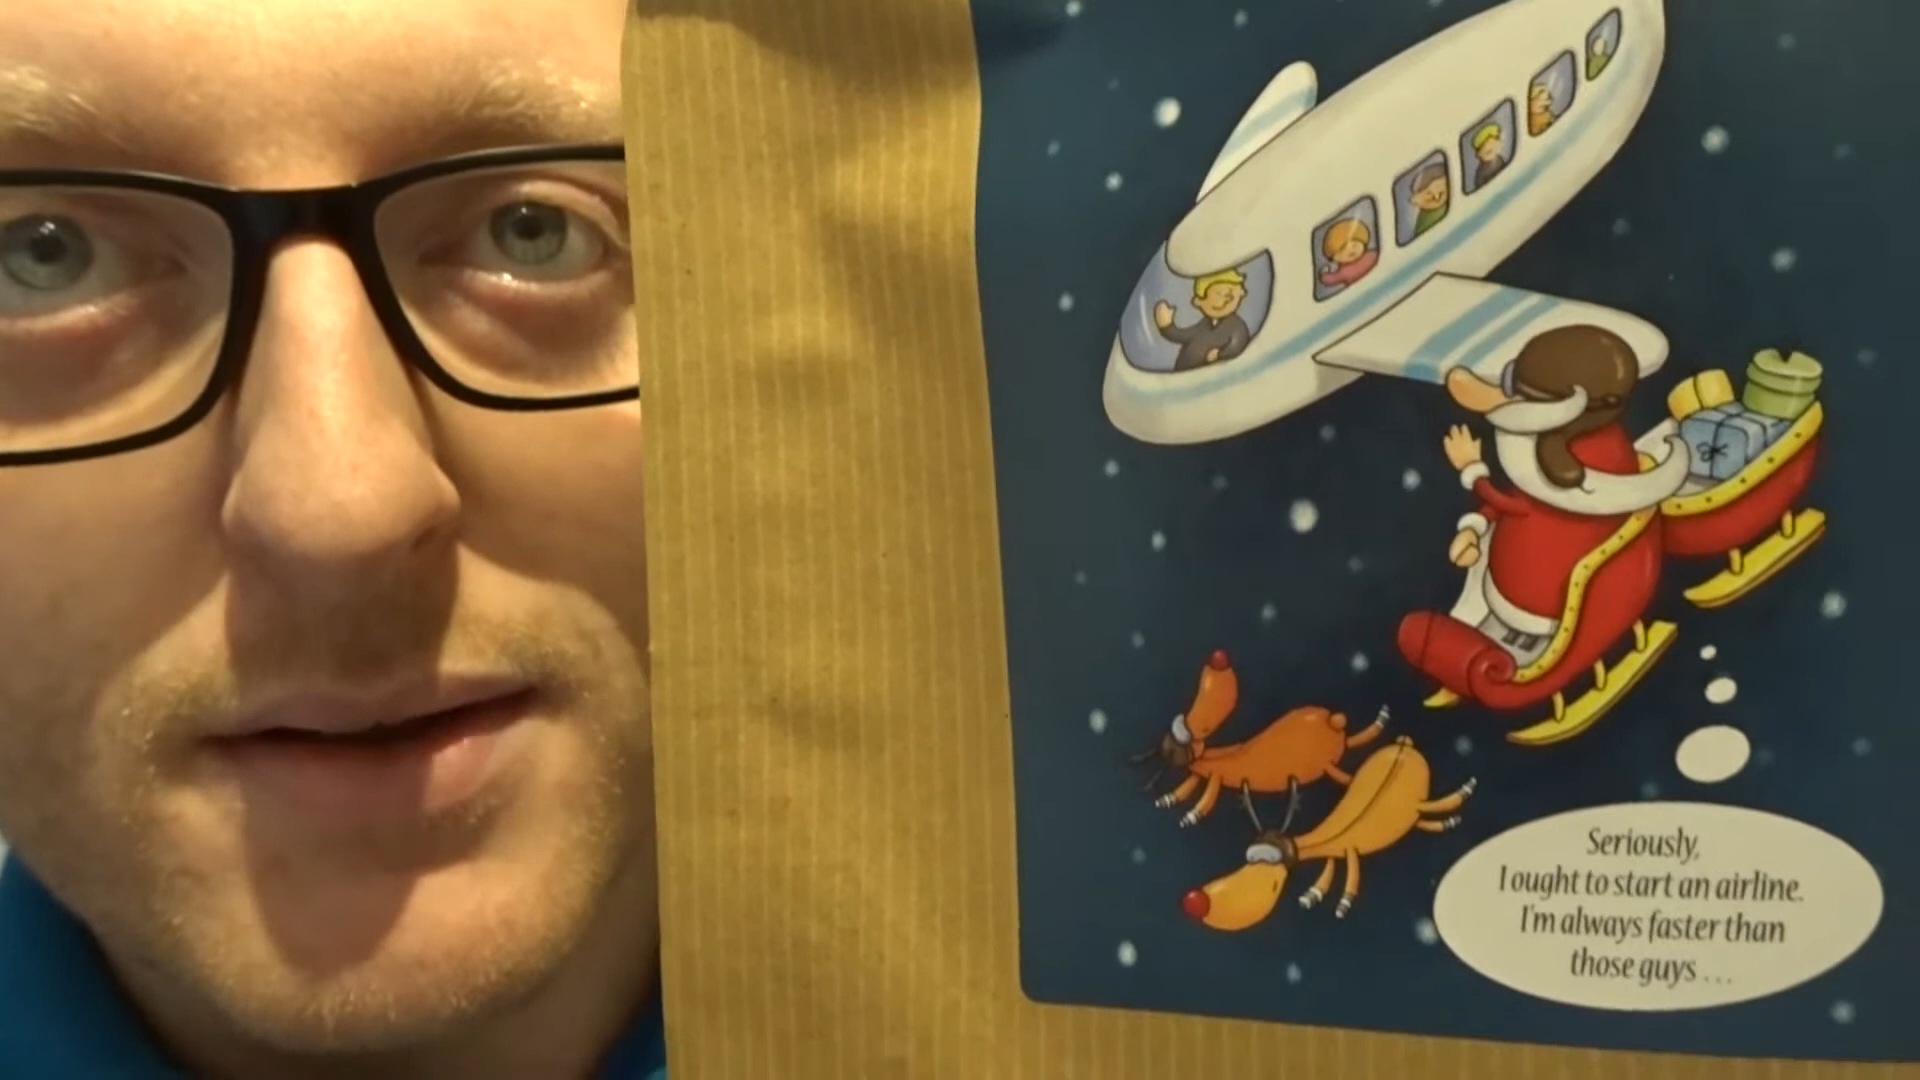 Seriously,
I ought to start an airline.
I'm always faster than
those guys ...